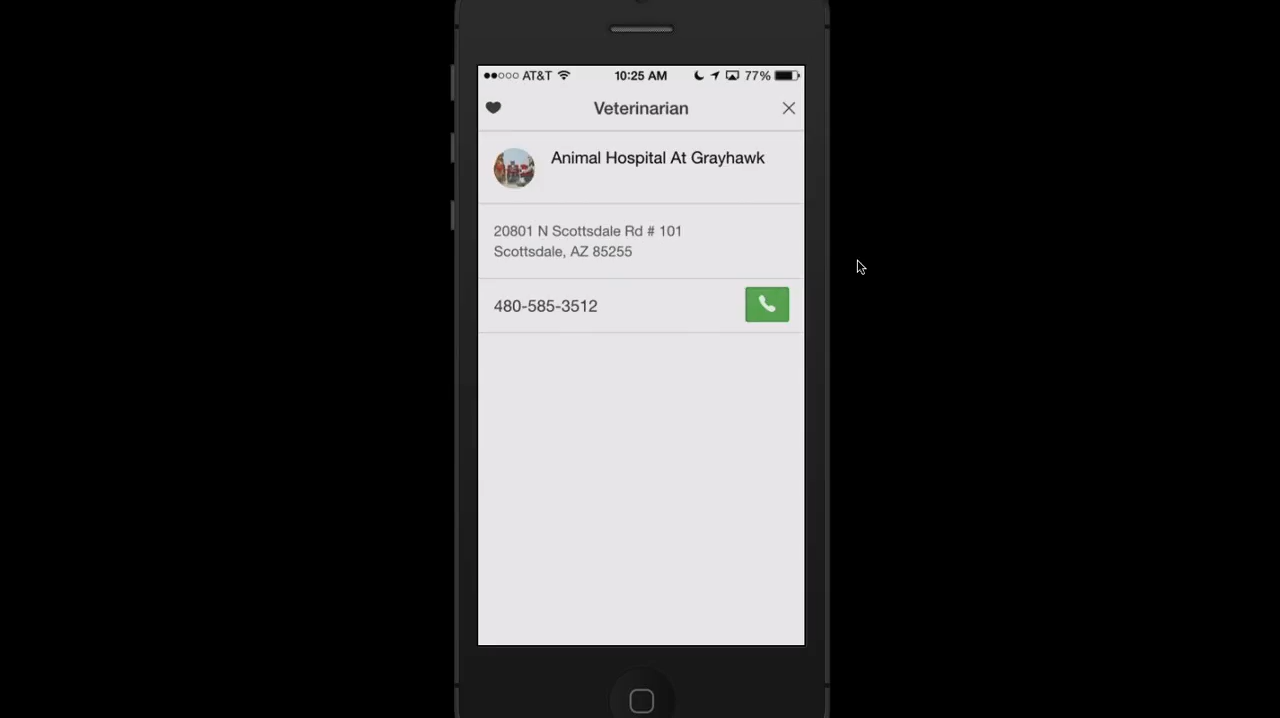 AT&T 10:25 AM 77%
Veterinarian
Animal Hospital At Grayhawk
20801 N Scottsdale Rd # 101
Scottsdale, AZ 85255
480-585-3512